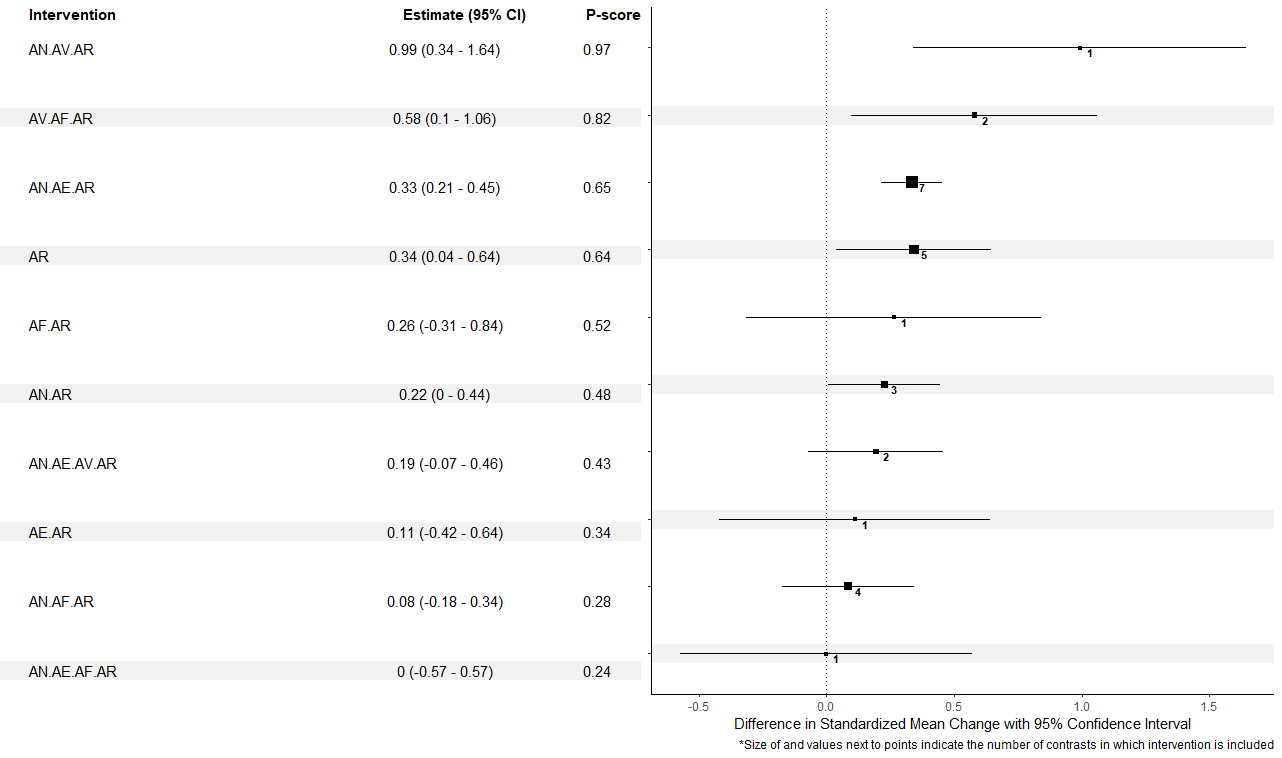 Intervention Estimate (95% CI) P-score
AN.AV.AR 0.99 (0.34 - 1.64) 0.97 1
AV.AF.AR 0.58 (0.1 - 1.06) 0.82 2
AN.AE.AR 0.33 (0.21 - 0.45) 0.65 7
AR 0.34 (0.04 - 0.64) 0.64 5
AF.AR 0.26 (-0.31 - 0.84) 0.52 1
AN.AR 0.22 (0 - 0.44) 0.48 3
AN.AE.AV.AR 0.19 (-0.07 - 0.46) 0.43 2
AE.AR 0.11 (-0.42 - 0.64) 0.34 1
AN.AF.AR 0.08 (-0.18 - 0.34) 0.28 4
AN.AE.AF.AR 0 (-0.57 - 0.57) 0.24 1
-0.5 0.0 0.5 1.0 1.5
Difference in Standardized Mean Change with 95% Confidence Interval
*Size of and values next to points indicate the number of contrasts in which intervention is included